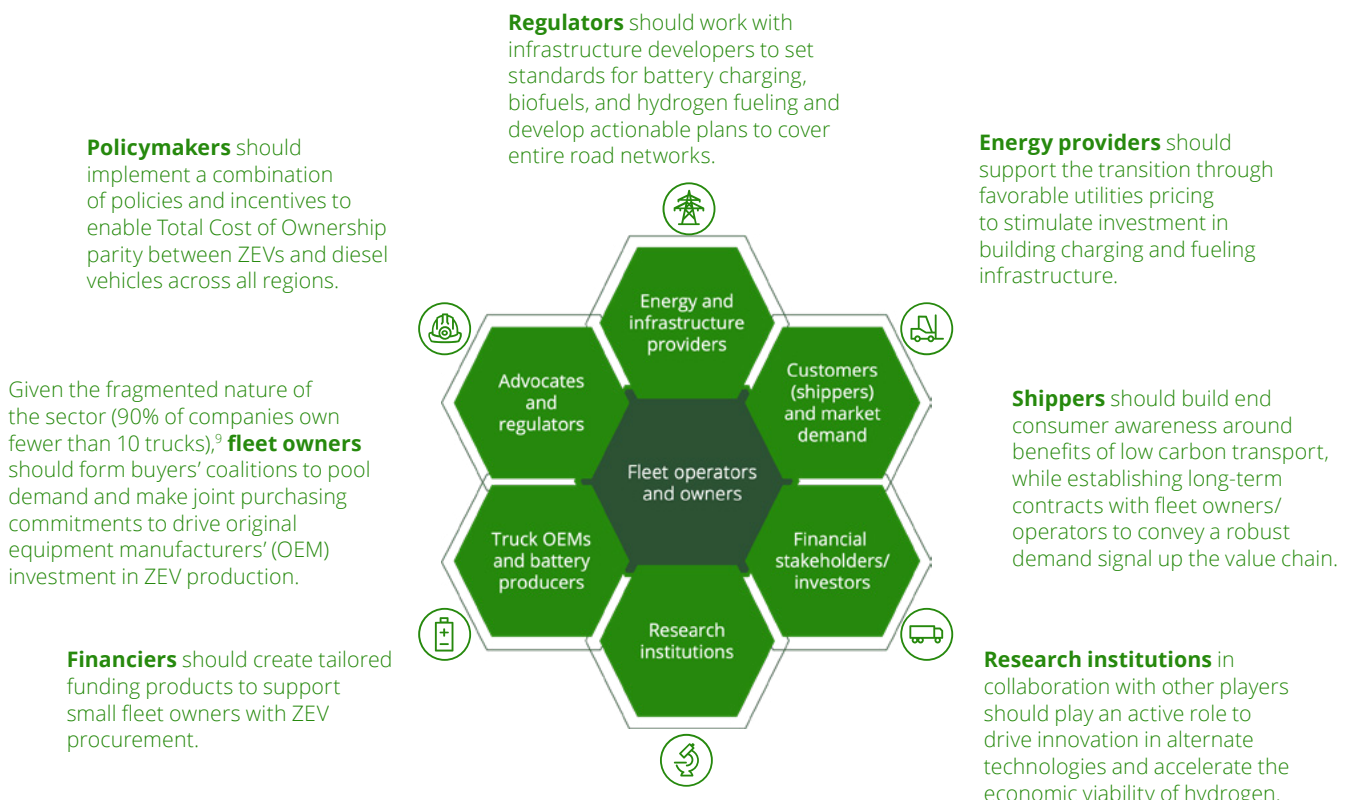 Regulators should work with
infrastructure developers to set
standards for battery charging,
biofuels, and hydrogen fueling and
develop actionable plans to cover
entire road networks.
Policymakers should
implement a combination
of policies and incentives to
enable Total Cost of Ownership
parity between ZEVs and diesel
vehicles across all regions.
Energy providers should
support the transition through
favorable utilities pricing
to stimulate investment in
building charging and fueling
infrastructure.
Given the fragmented nature of
the sector (90% of companies own
fewer than 10 trucks),⁹ fleet owners
should form buyers’ coalitions to pool
demand and make joint purchasing
commitments to drive original
equipment manufacturers’ (OEM)
investment in ZEV production.
Shippers should build end
consumer awareness around
benefits of low carbon transport,
while establishing long-term
contracts with fleet owners/
operators to convey a robust
demand signal up the value chain.
Financiers should create tailored
funding products to support
small fleet owners with ZEV
procurement.
Research institutions in
collaboration with other players
should play an active role to
drive innovation in alternate
technologies and accelerate the
economic viability of hydrogen.
Energy and
infrastructure
providers
Advocates
and
regulators
Customers
(shippers)
and market
demand
Fleet operators
and owners
Truck OEMs
and battery
producers
Financial
stakeholders/
investors
Research
institutions